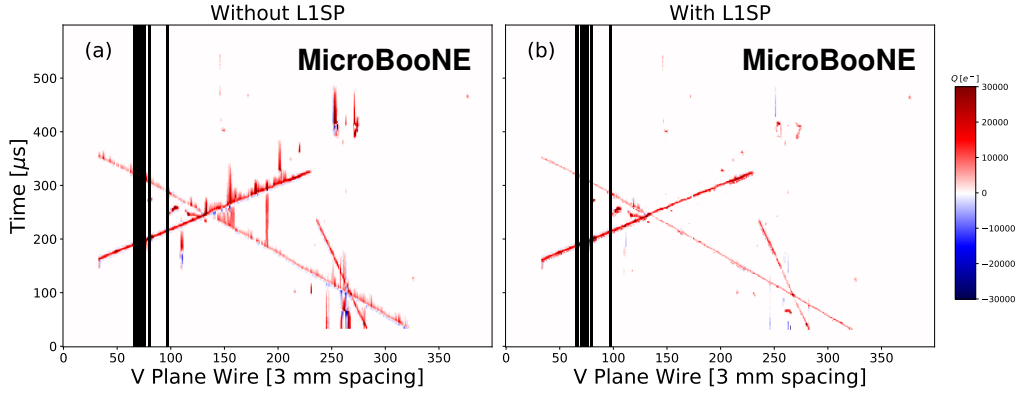 Without L1SP
With L1SP
(a)
MicroBooNE
(b)
MicroBooNE
Q [e⁻]
Time [μs]
500
400
300
200
100
0
30000
20000
10000
0
−10000
−20000
−30000
0 50 100 150 200 250 300 350
0 50 100 150 200 250 300 350
V Plane Wire [3 mm spacing]
V Plane Wire [3 mm spacing]